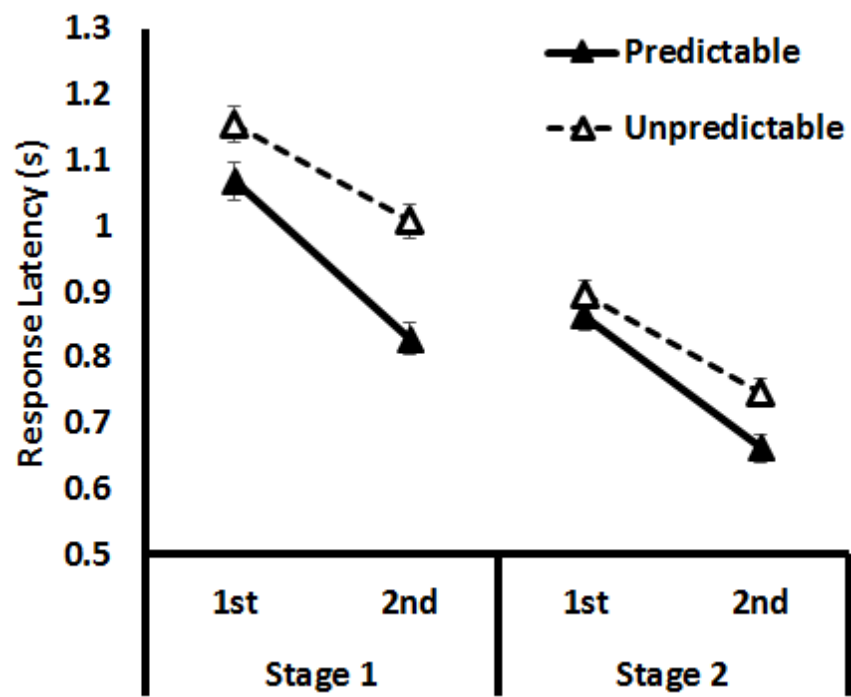 Response Latency (s)
1.3
1.2
1.1
1
0.9
0.8
0.7
0.6
0.5
Predictable
Unpredictable
1st 2nd 1st 2nd
Stage 1 Stage 2